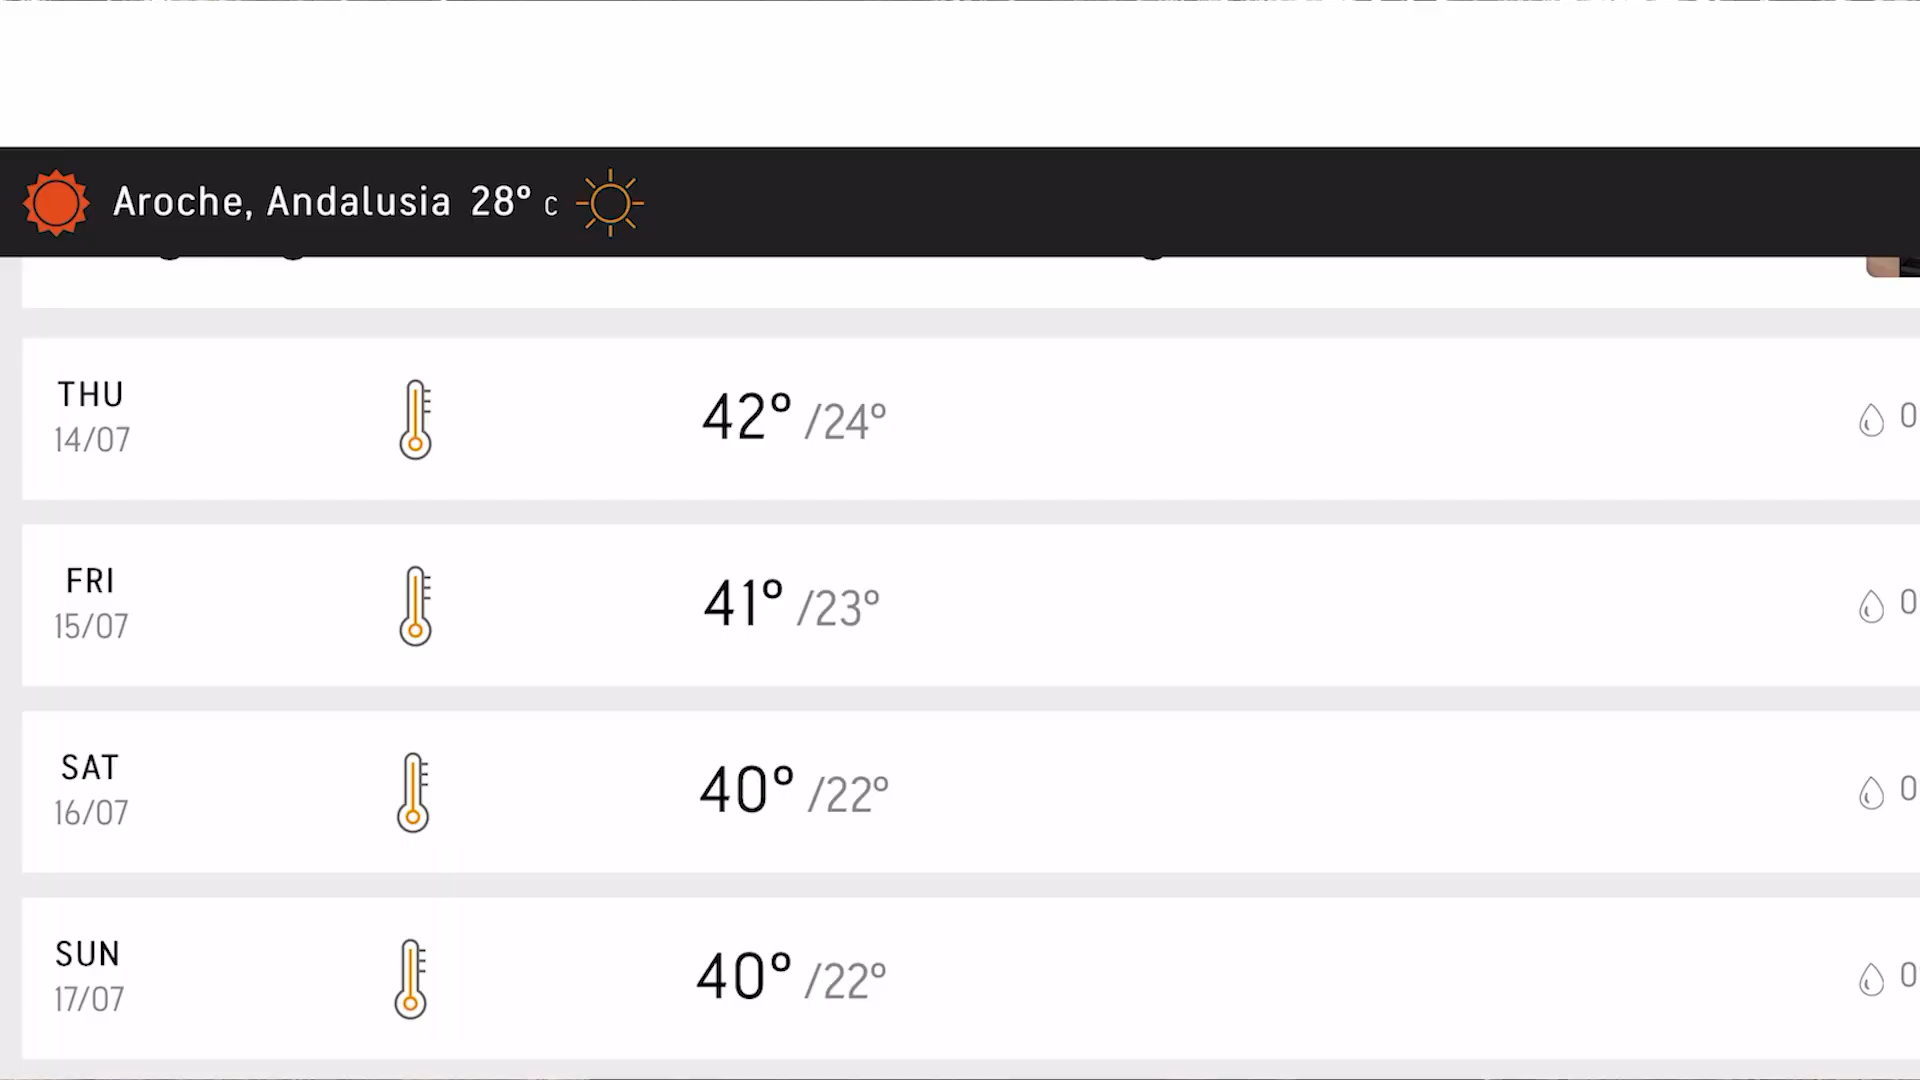 Aroche, Andalusia 28° C
THU
14/07
42° /24°
0
FRI
15/07
41° /23°
0
SAT
16/07
40° /22°
0
SUN
17/07
40° /22°
0